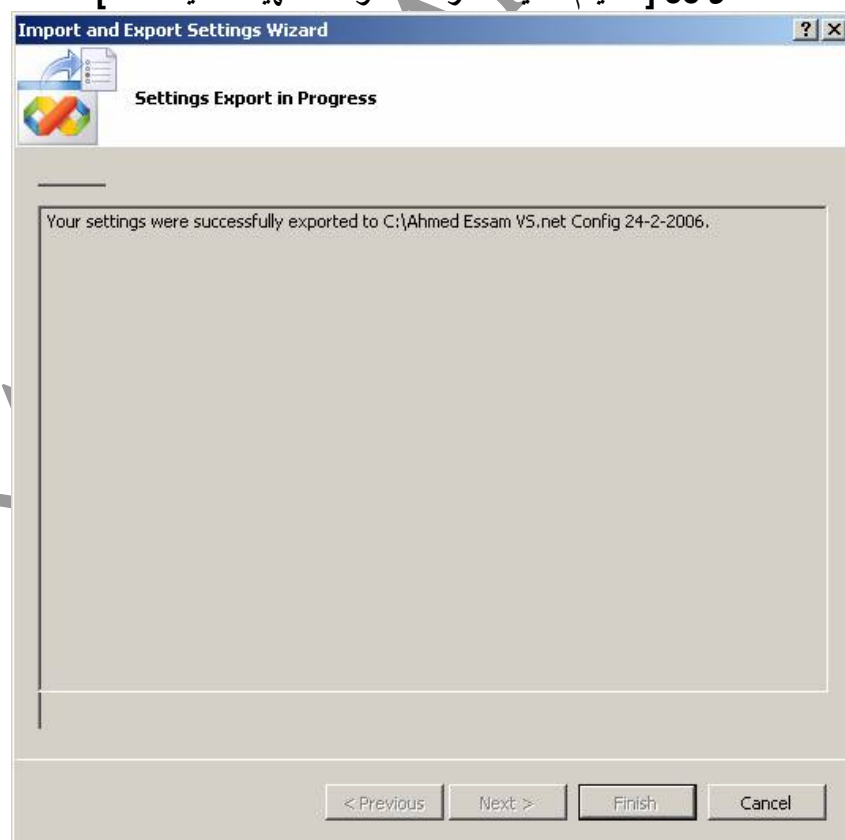 Import and Export Settings Wizard
Settings Export in Progress
Your settings were successfully exported to C:\Ahmed Essam VS.net Config 24-2-2006.
< Previous Next > Finish Cancel